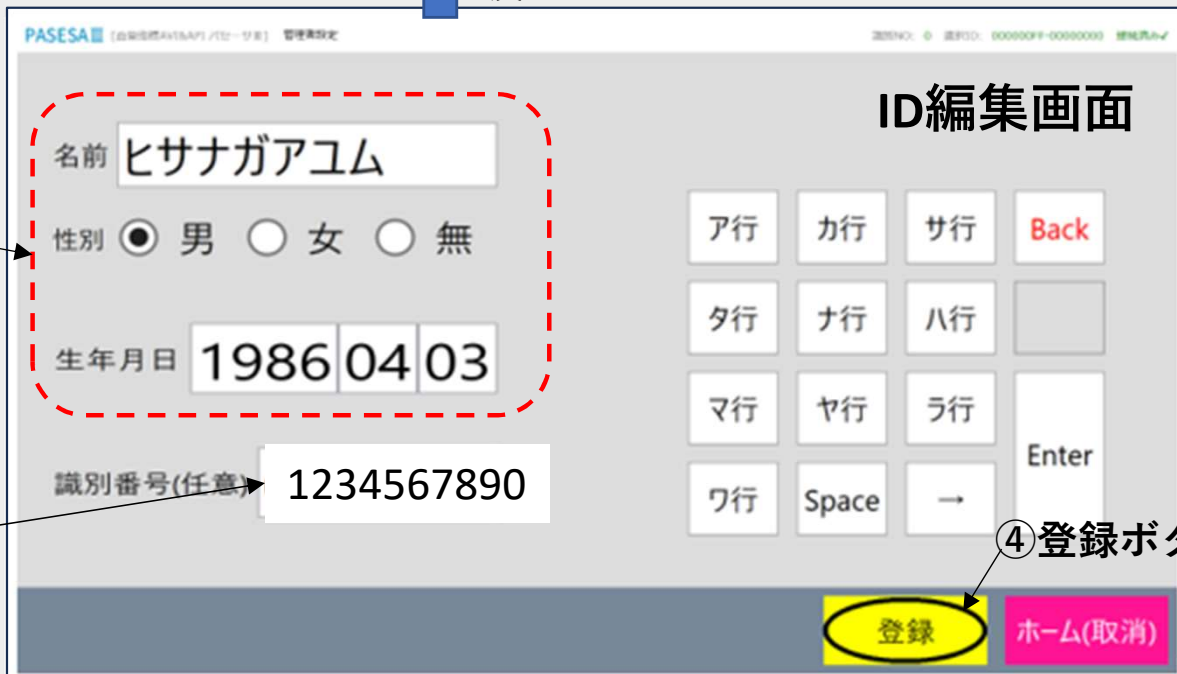 PASESAⅢ 管理者設定
ID編集画面
名前 ヒサナガアユム
性別 男 女 無
生年月日 1986 04 03
識別番号(任意) 1234567890
ア行 カ行 サ行 Back
タ行 ナ行 ハ行
マ行 ヤ行 ラ行
Enter
ワ行 Space →
④登録ボ
登録 ホーム(取消)